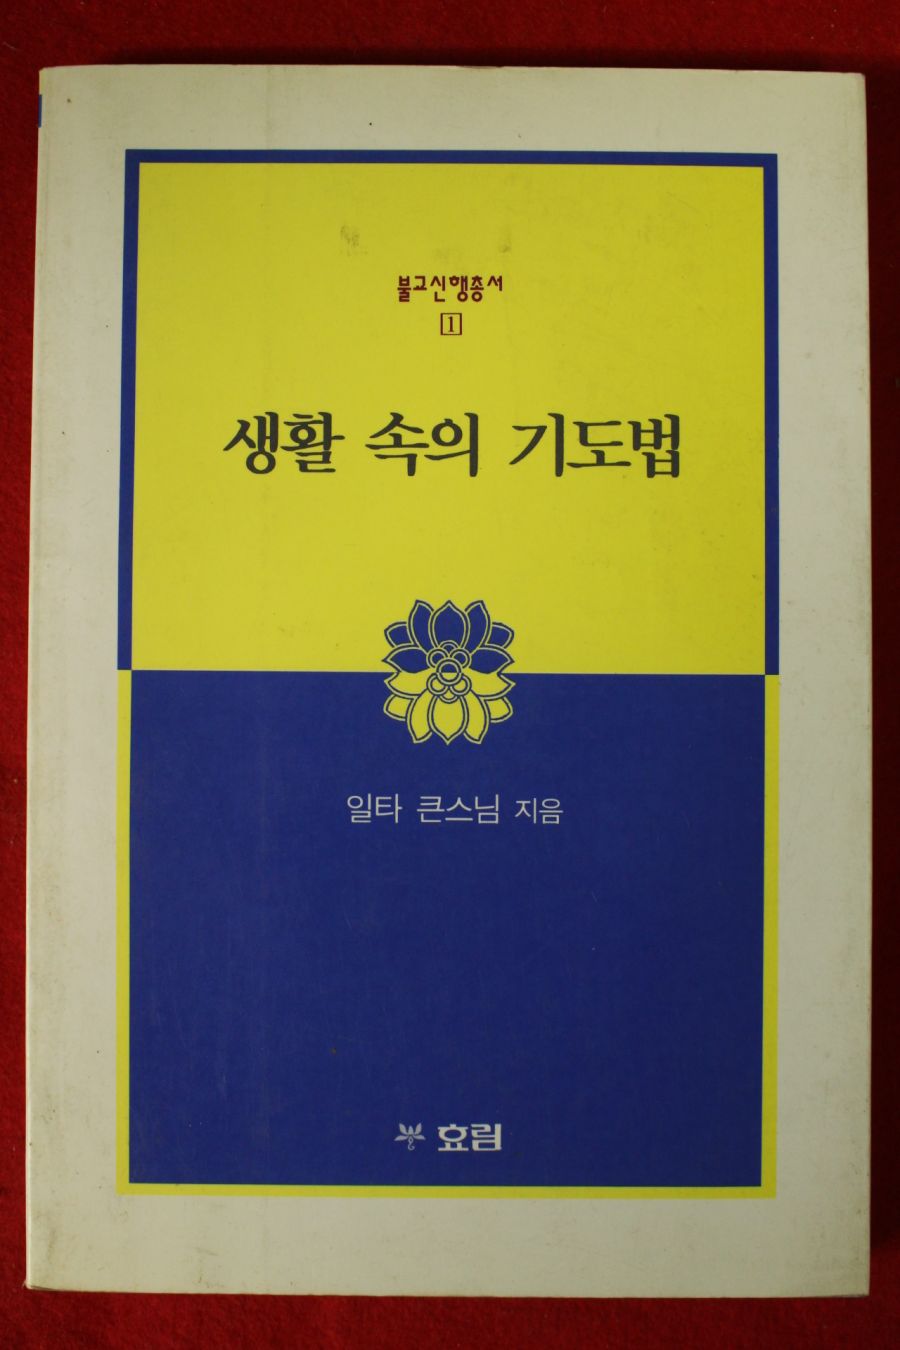 불교신행총서
1
생활 속의 기도법
일타 큰스님 지음
효림